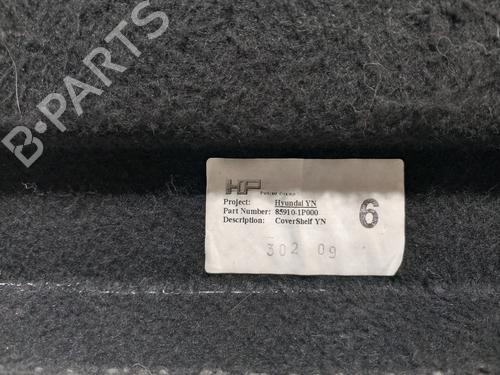 B-PARTS
HP
Project: Hyundai YN
Part Number: 85910-1P000
Description: CoverShelf YN
6
302 09